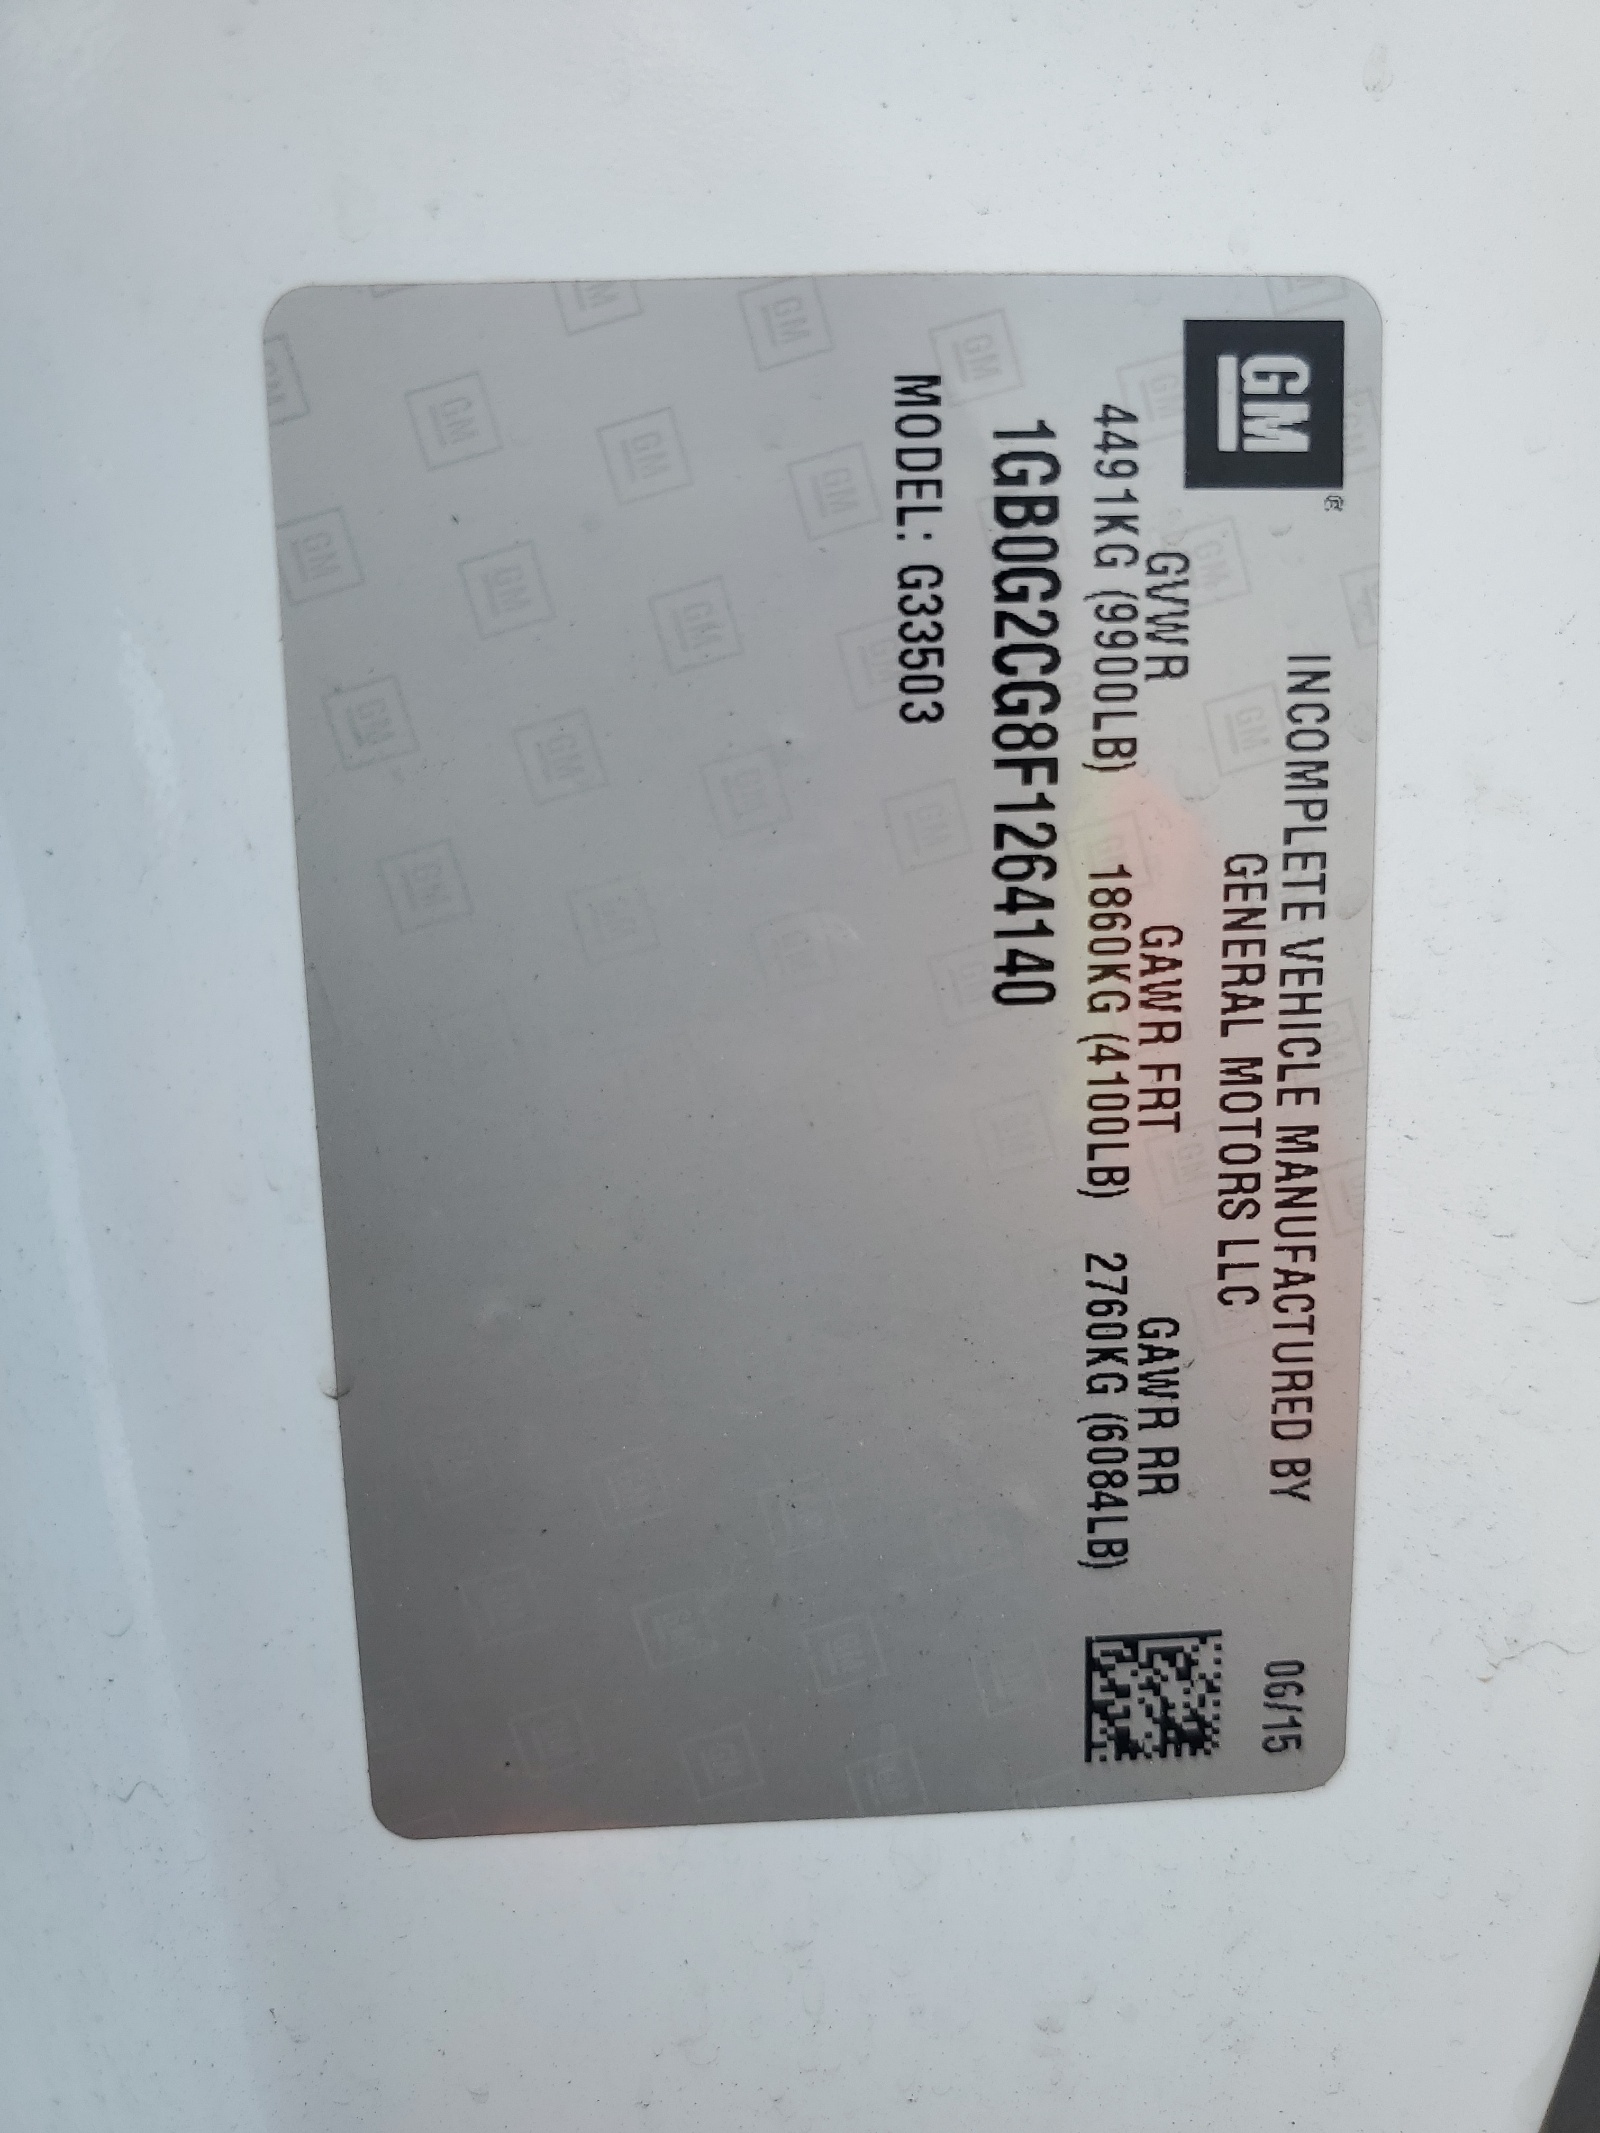 GM
INCOMPLETE VEHICLE MANUFACTURED BY
GENERAL MOTORS LLC
06/15
GVWR GAWR FRT GAWR RR
4491KG (9900LB) 1860KG (4100LB) 2760KG (6084LB)
1GB0G2CG8F1264140
MODEL: G33503